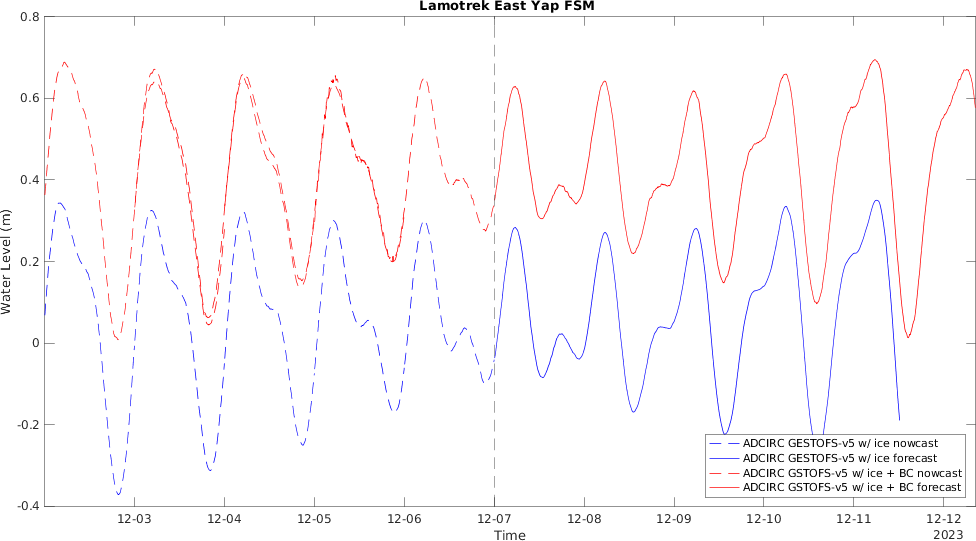 Lamotrek East Yap FSM
0.8
0.6
0.4
0.2
0
-0.2
-0.4
Water Level (m)
12-03
12-04
12-05
12-06
12-07
12-08
12-09
12-10
12-11
12-12
2023
Time
ADCIRC GESTOFS-v5 w/ ice nowcast
ADCIRC GESTOFS-v5 w/ ice forecast
ADCIRC GSTOFS-v5 w/ ice + BC nowcast
ADCIRC GSTOFS-v5 w/ ice + BC forecast